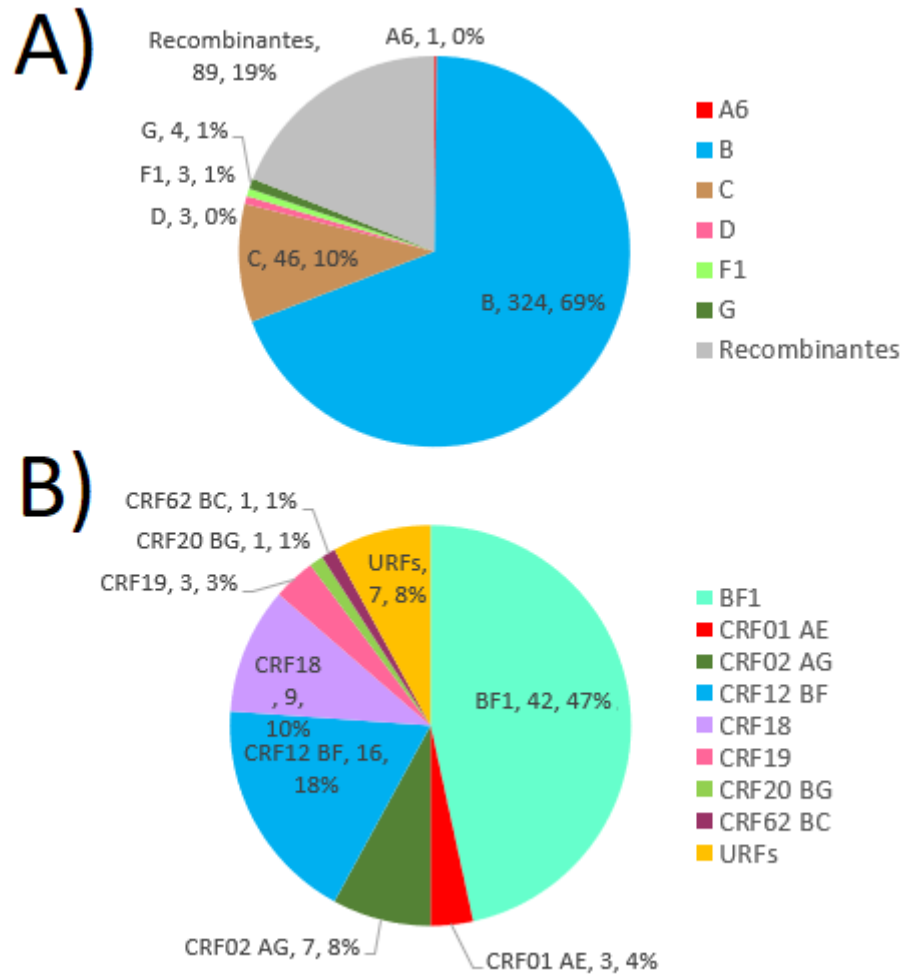 A)
Recombinantes,
89, 19%
A6, 1, 0%
G, 4, 1%
F1, 3, 1%
D, 3, 0%
C, 46, 10%
B, 324, 69%
A6
B
C
D
F1
G
Recombinantes
B)
CRF62 BC, 1, 1%
CRF20 BG, 1, 1%
CRF19, 3, 3%
URFs,
7, 8%
CRF18
, 9,
10%
CRF12 BF, 16,
18%
BF1, 42, 47%
CRF02 AG, 7, 8%
CRF01 AE, 3, 4%
BF1
CRF01 AE
CRF02 AG
CRF12 BF
CRF18
CRF19
CRF20 BG
CRF62 BC
URFs